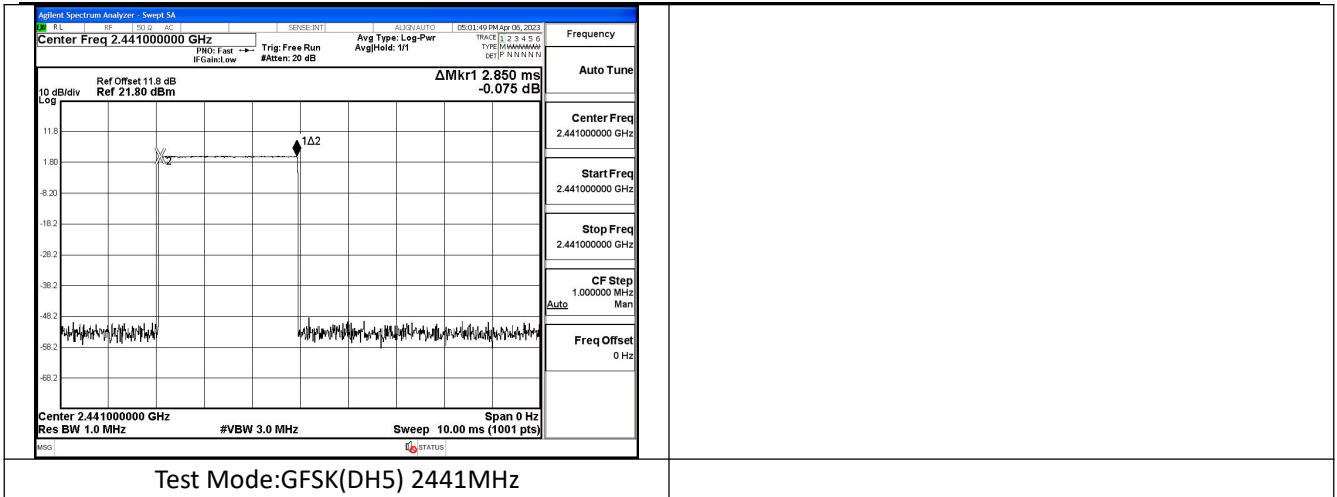 Agilent Spectrum Analyzer - Swept SA
RL RF 50 Ω AC SENSE:INT ALIGN AUTO 05:01:49 PM Apr 06, 2023
Center Freq 2.441000000 GHz
PNO: Fast
IFGain:Low
Trig: Free Run
#Atten: 20 dB
Avg Type: Log-Pwr
Avg|Hold: 1/1
TRACE 1 2 3 4 5 6
TYPE M
DET P N N N N N
Frequency
Auto Tune
Ref Offset 11.8 dB
Ref 21.80 dBm
ΔMkr1 2.850 ms
-0.075 dB
10 dB/div
Log
11.8
1.80
-8.20
-18.2
-28.2
-38.2
-48.2
-58.2
-68.2
1Δ2
2
Center Freq
2.441000000 GHz
Start Freq
2.441000000 GHz
Stop Freq
2.441000000 GHz
CF Step
1.000000 MHz
Auto Man
Freq Offset
0 Hz
Center 2.441000000 GHz Span 0 Hz
Res BW 1.0 MHz #VBW 3.0 MHz Sweep 10.00 ms (1001 pts)
MSG STATUS
Test Mode:GFSK(DH5) 2441MHz